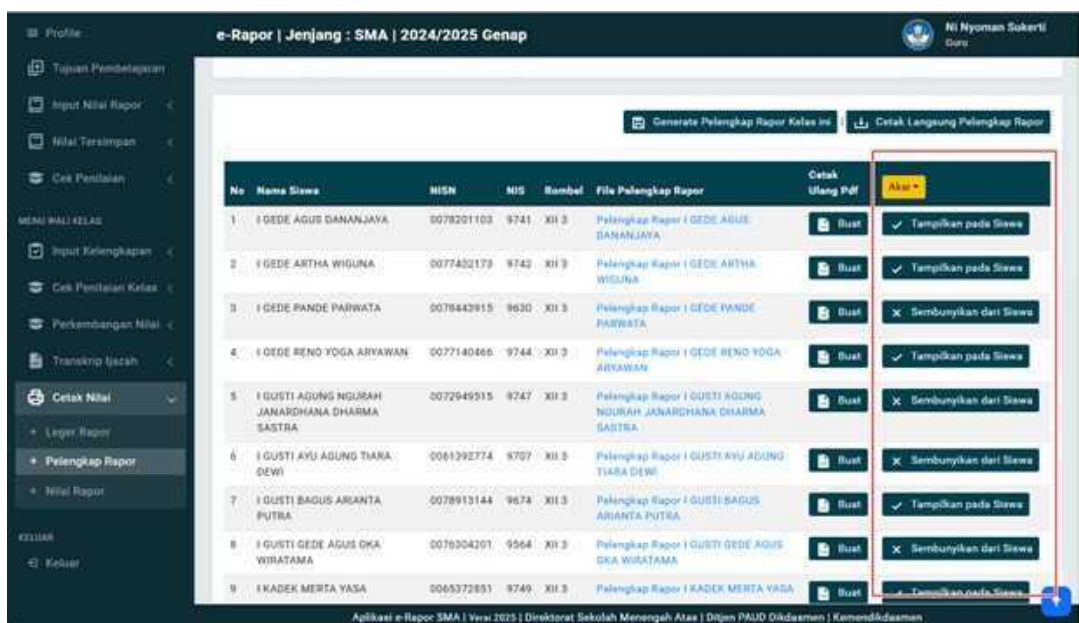 Profile
e-Rapor | Jenjang : SMA | 2024/2025 Genap
Ni Nyoman Sukerti
Guru
Tujuan Pembelajaran
Input Nilai Rapor
Nilai Tersimpan
Cek Penilaian
MENU WALI KELAS
Input Kelengkapan
Cek Penilaian Kelas
Perkembangan Nilai
Transkrip Ijazah
Cetak Nilai
+ Leger Rapor
+ Pelengkap Rapor
+ Nilai Rapor
KELUAR
Keluar
Generate Pelengkap Rapor Kelas ini | Cetak Langsung Pelengkap Rapor
No Nama Siswa NISN NIS Rombel File Pelengkap Rapor Cetak Ulang Pdf Aksi
1 I GEDE AGUS DANANJAYA 0078201103 9741 XII 3 Pelengkap Rapor I GEDE AGUS DANANJAYA Buat Tampilkan pada Siswa
2 I GEDE ARTHA WIGUNA 0077402173 9742 XII 3 Pelengkap Rapor I GEDE ARTHA WIGUNA Buat Tampilkan pada Siswa
3 I GEDE PANDE PARWATA 0078443915 9630 XII 3 Pelengkap Rapor I GEDE PANDE PARWATA Buat Sembunyikan dari Siswa
4 I GEDE RENO YOGA ARYAWAN 0077140466 9744 XII 3 Pelengkap Rapor I GEDE RENO YOGA ARYAWAN Buat Tampilkan pada Siswa
5 I GUSTI AGUNG NGURAH JANARDHANA DHARMA SASTRA 0072949515 9747 XII 3 Pelengkap Rapor I GUSTI AGUNG NGURAH JANARDHANA DHARMA SASTRA Buat Sembunyikan dari Siswa
6 I GUSTI AYU AGUNG TIARA DEWI 0061392774 9707 XII 3 Pelengkap Rapor I GUSTI AYU AGUNG TIARA DEWI Buat Sembunyikan dari Siswa
7 I GUSTI BAGUS ARIANTA PUTRA 0078913144 9674 XII 3 Pelengkap Rapor I GUSTI BAGUS ARIANTA PUTRA Buat Tampilkan pada Siswa
8 I GUSTI GEDE AGUS OKA WIRATAMA 0076304201 9564 XII 3 Pelengkap Rapor I GUSTI GEDE AGUS OKA WIRATAMA Buat Sembunyikan dari Siswa
9 I KADEK MERTA YASA 0065372851 9749 XII 3 Pelengkap Rapor I KADEK MERTA YASA Buat Tampilkan pada Siswa
Aplikasi e-Rapor SMA | Versi 2025 | Direktorat Sekolah Menengah Atas | Ditjen PAUD Dikdasmen | Kemendikdasmen